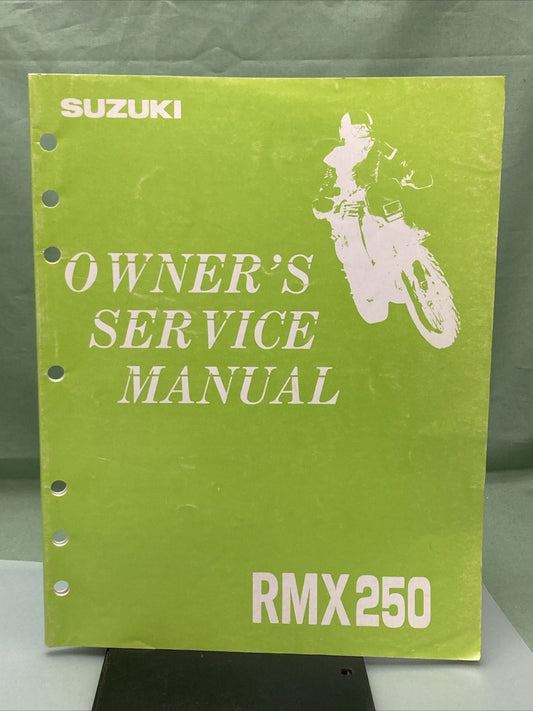 SUZUKI
OWNER'S
SERVICE
MANUAL
RMX250